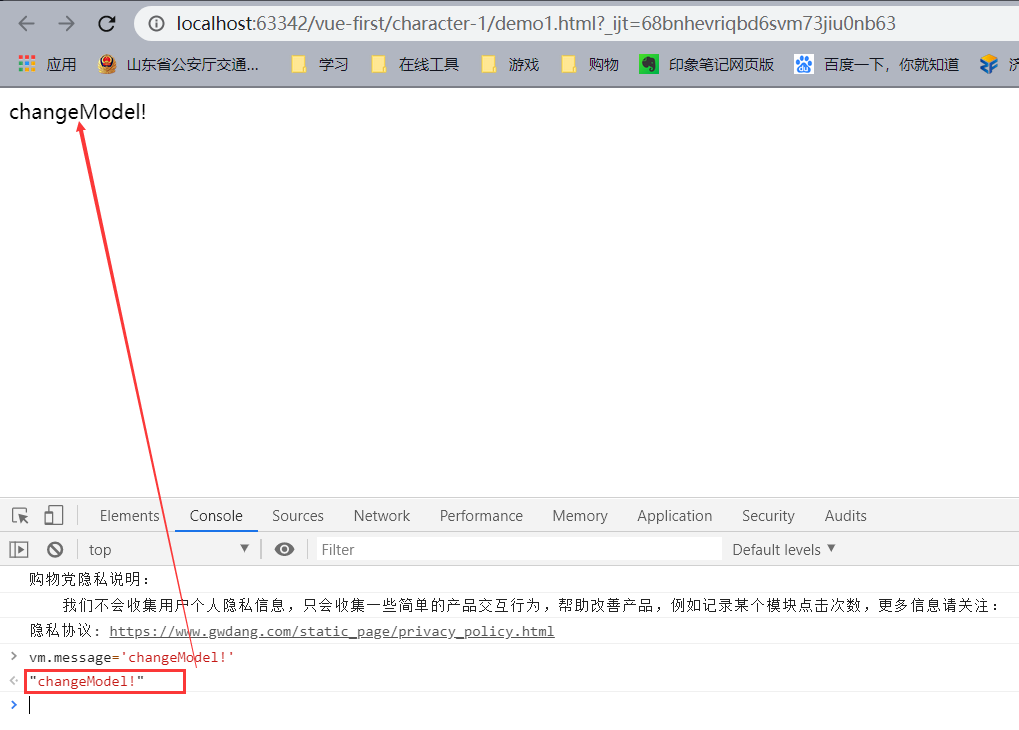 localhost:63342/vue-first/character-1/demo1.html?_ijt=68bnhevriqbd6svm73jiu0nb63
应用 山东省公安厅交通... 学习 在线工具 游戏 购物 印象笔记网页版 百度一下，你就知道 济
changeModel!
Elements Console Sources Network Performance Memory Application Security Audits
top Filter Default levels
购物党隐私说明：
我们不会收集用户个人隐私信息，只会收集一些简单的产品交互行为，帮助改善产品，例如记录某个模块点击次数，更多信息请关注：
隐私协议: https://www.gwdang.com/static_page/privacy_policy.html
vm.message='changeModel!'
"changeModel!"